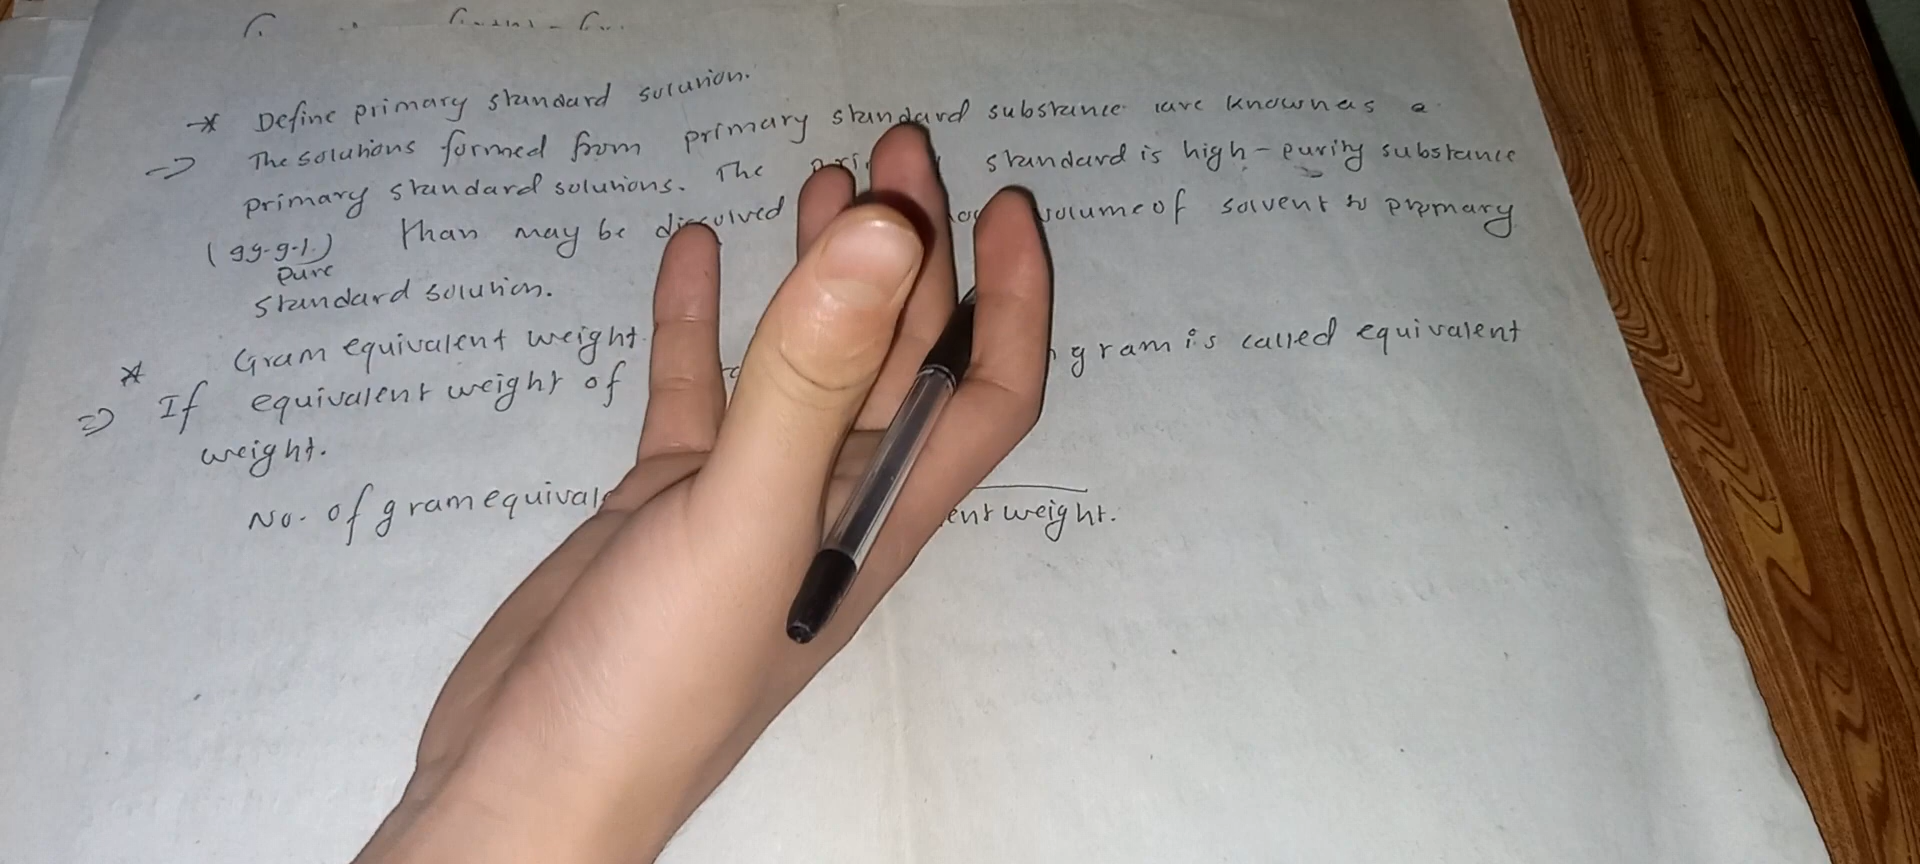 * Define primary standard solution.
=> The solutions formed from primary standard substance are known as a
primary standard solutions. The standard is high-purity substance
(99.9%) than may be dissolved volume of solvent to primary
pure
standard solution.
* Gram equivalent weight.
=> If equivalent weight of gram is called equivalent
weight.
No. of gram weight.